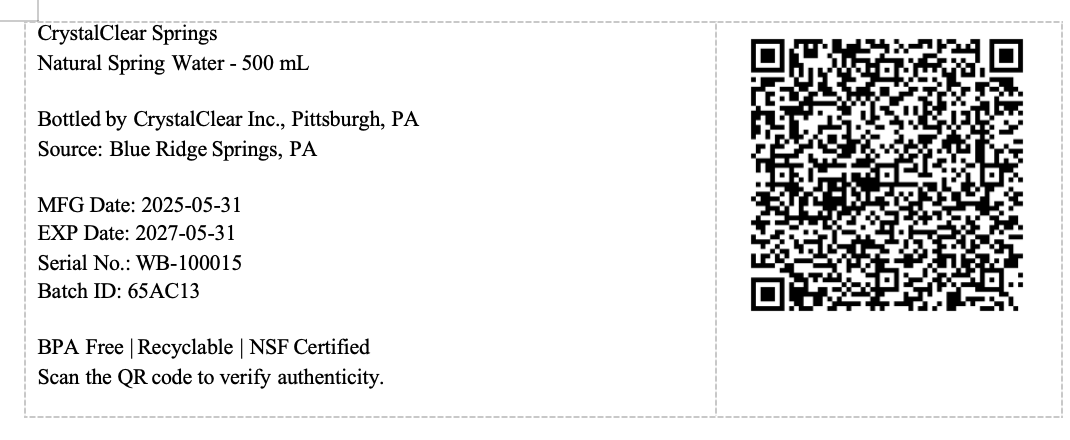 CrystalClear Springs
Natural Spring Water - 500 mL
Bottled by CrystalClear Inc., Pittsburgh, PA
Source: Blue Ridge Springs, PA
MFG Date: 2025-05-31
EXP Date: 2027-05-31
Serial No.: WB-100015
Batch ID: 65AC13
BPA Free | Recyclable | NSF Certified
Scan the QR code to verify authenticity.